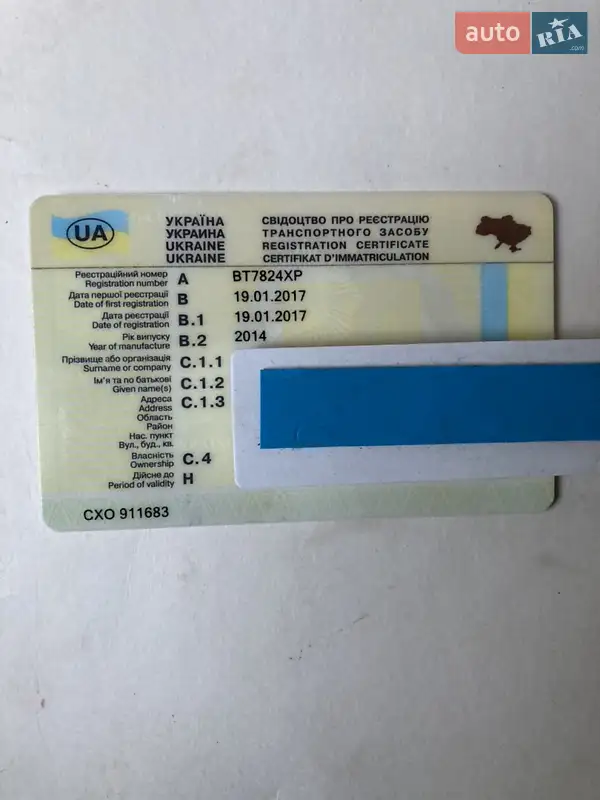 auto RIA .com
UA
УКРАЇНА
УКРАИНА
UKRAINE
UKRAINE
СВІДОЦТВО ПРО РЕЄСТРАЦІЮ
ТРАНСПОРТНОГО ЗАСОБУ
REGISTRATION CERTIFICATE
CERTIFIKAT D'IMMATRICULATION
Реєстраційний номер
Registration number A BT7824XP
Дата першої реєстрації
Date of first registration B 19.01.2017
Дата реєстрації
Date of registration B.1 19.01.2017
Рік випуску
Year of manufacture B.2 2014
Прізвище або організація
Surname or company C.1.1
Ім'я та по батькові
Given name(s) C.1.2
Адреса
Address C.1.3
Область
Район
Нас. пункт
Вул., буд., кв.
Власність
Ownership C.4
Дійсне до
Period of validity H
СХО 911683